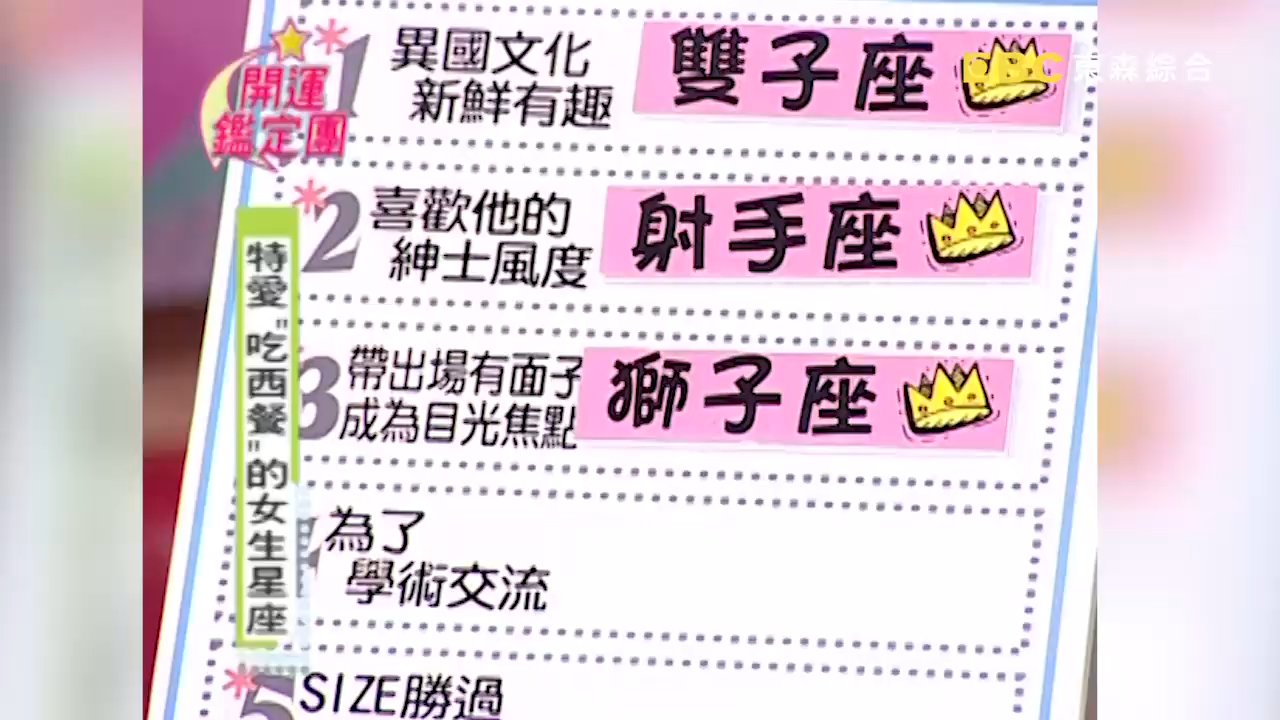 開運
鑑定團
EBC 東森綜合
特愛"吃西餐"的女生星座
1
異國文化
新鮮有趣
雙子座
2
喜歡他的
紳士風度
射手座
3
帶出場有面子
成為目光焦點
獅子座
為了
學術交流
5
SIZE勝過